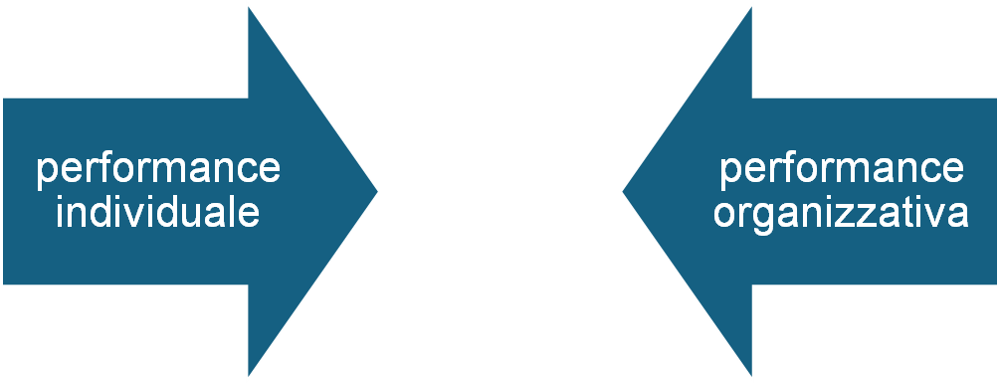 performance
individuale
performance
organizzativa